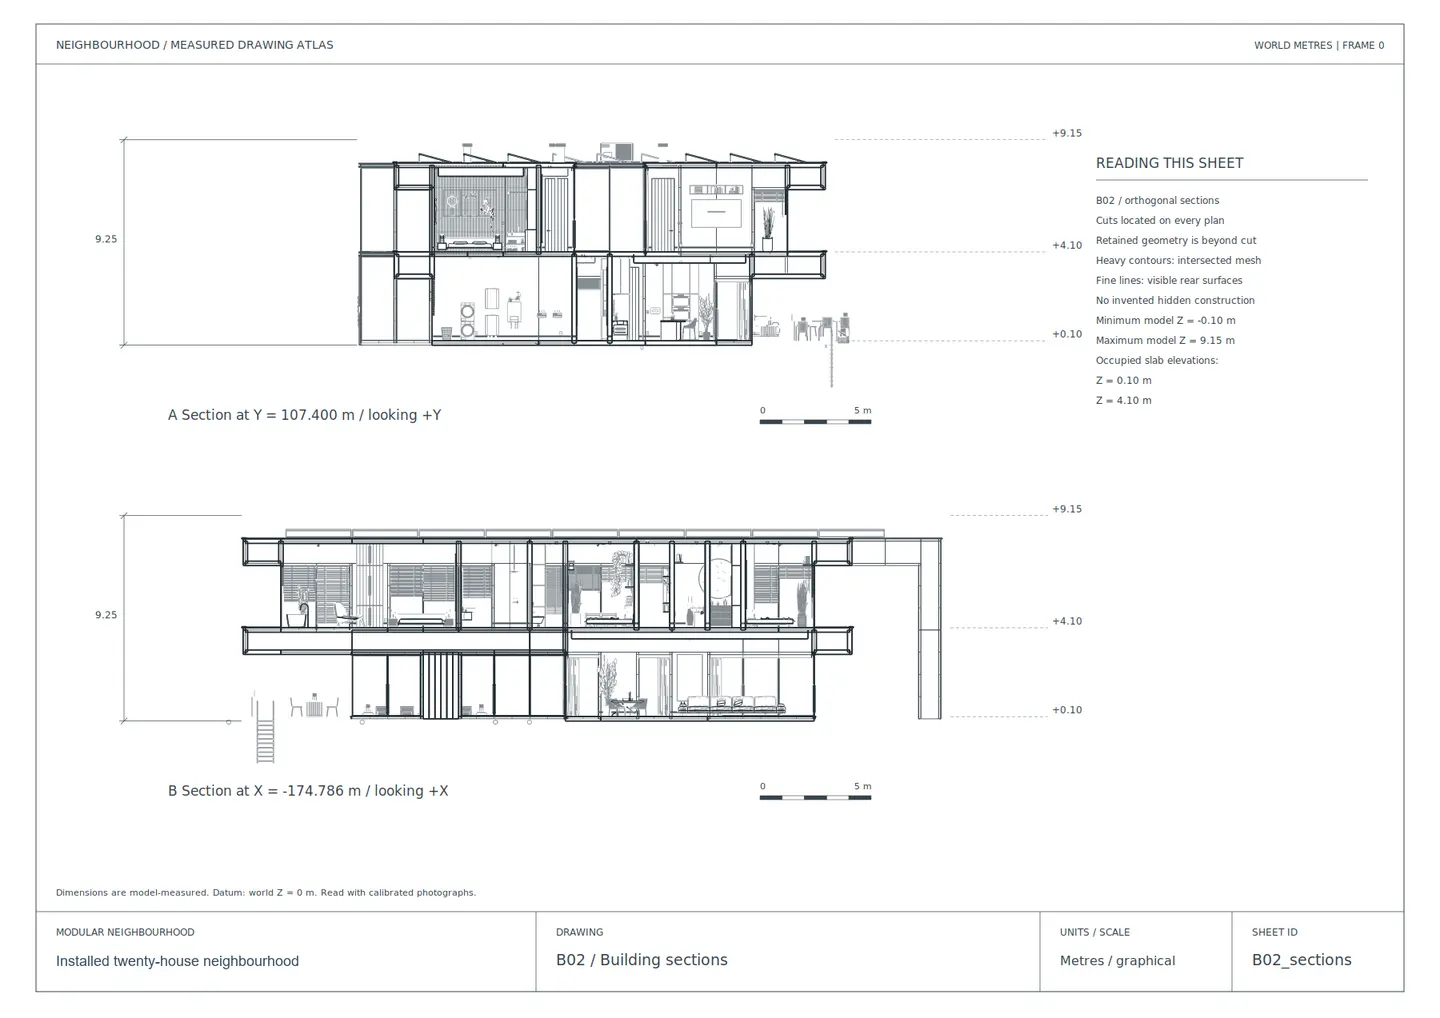 NEIGHBOURHOOD / MEASURED DRAWING ATLAS
WORLD METRES | FRAME 0
+9.15
9.25
+4.10
+0.10
READING THIS SHEET
B02 / orthogonal sections
Cuts located on every plan
Retained geometry is beyond cut
Heavy contours: intersected mesh
Fine lines: visible rear surfaces
No invented hidden construction
Minimum model Z = -0.10 m
Maximum model Z = 9.15 m
Occupied slab elevations:
Z = 0.10 m
Z = 4.10 m
A Section at Y = 107.400 m / looking +Y
0 5 m
+9.15
9.25
+4.10
+0.10
B Section at X = -174.786 m / looking +X
0 5 m
Dimensions are model-measured. Datum: world Z = 0 m. Read with calibrated photographs.
MODULAR NEIGHBOURHOOD
Installed twenty-house neighbourhood
DRAWING
B02 / Building sections
UNITS / SCALE
Metres / graphical
SHEET ID
B02_sections